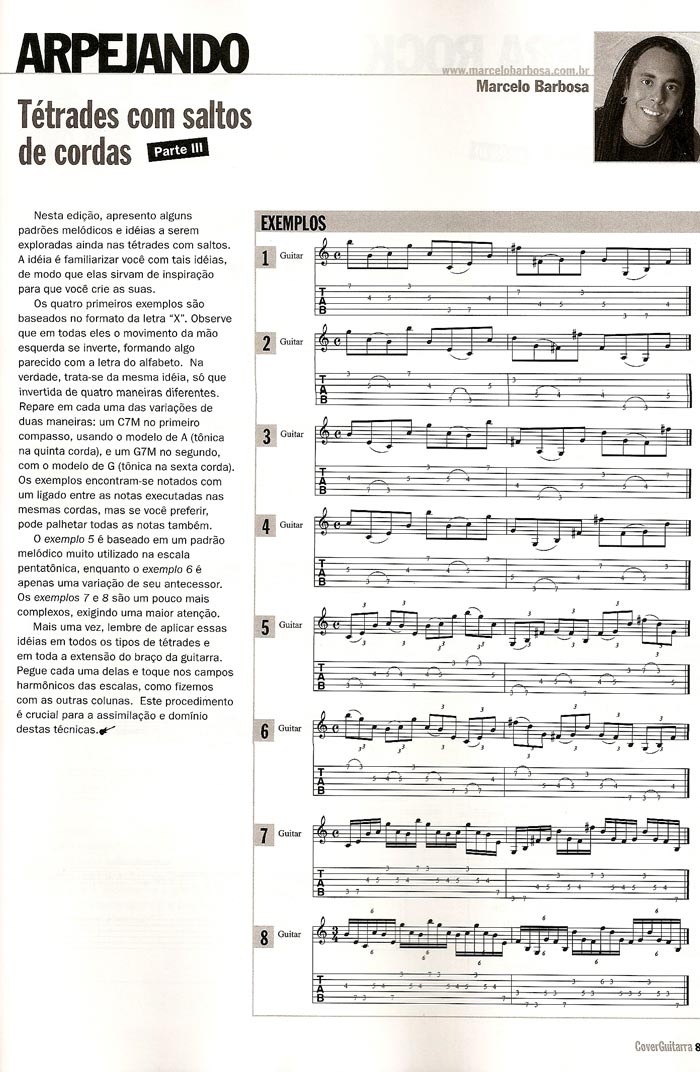 ARPEJANDO
www.marcelobarbosa.com.br
Marcelo Barbosa
Tétrades com saltos
de cordas Parte III
Nesta edição, apresento alguns
padrões melódicos e idéias a serem
exploradas ainda nas tétrades com saltos.
A idéia é familiarizar você com tais idéias,
de modo que elas sirvam de inspiração
para que você crie as suas.
Os quatro primeiros exemplos são
baseados no formato da letra “X”. Observe
que em todas eles o movimento da mão
esquerda se inverte, formando algo
parecido com a letra do alfabeto. Na
verdade, trata-se da mesma idéia, só que
invertida de quatro maneiras diferentes.
Repare em cada uma das variações de
duas maneiras: um C7M no primeiro
compasso, usando o modelo de A (tônica
na quinta corda), e um G7M no segundo,
com o modelo de G (tônica na sexta corda).
Os exemplos encontram-se notados com
um ligado entre as notas executadas nas
mesmas cordas, mas se você preferir,
pode palhetar todas as notas também.
O exemplo 5 é baseado em um padrão
melódico muito utilizado na escala
pentatônica, enquanto o exemplo 6 é
apenas uma variação de seu antecessor.
Os exemplos 7 e 8 são um pouco mais
complexos, exigindo uma maior atenção.
Mais uma vez, lembre de aplicar essas
idéias em todos os tipos de tétrades e
em toda a extensão do braço da guitarra.
Pegue cada uma delas e toque nos campos
harmônicos das escalas, como fizemos
com as outras colunas. Este procedimento
é crucial para a assimilação e domínio
destas técnicas.
EXEMPLOS
1 Guitar
TAB
2 Guitar
TAB
3 Guitar
TAB
4 Guitar
TAB
5 Guitar
TAB
6 Guitar
TAB
7 Guitar
TAB
8 Guitar
TAB
CoverGuitarra 8